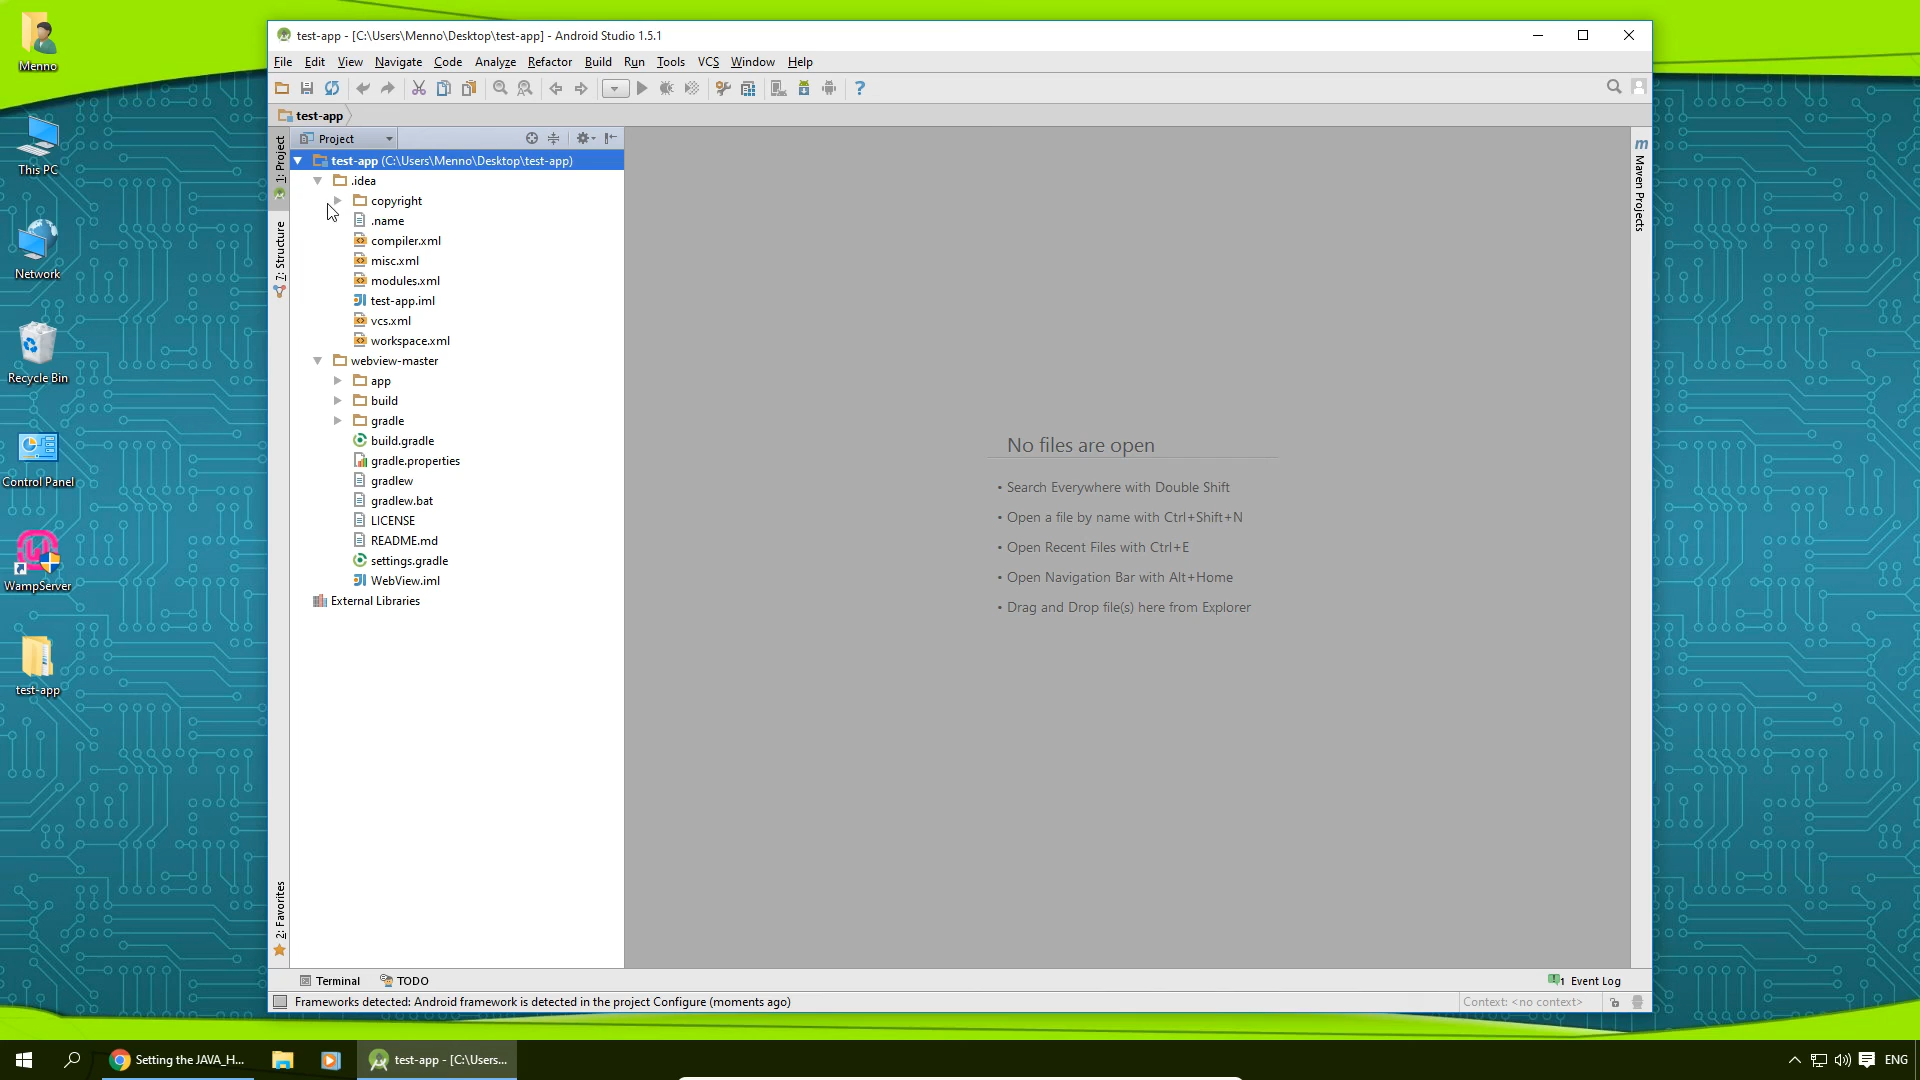 Menno
This PC
Network
Recycle Bin
Control Panel
WampServer
test-app
test-app - [C:\Users\Menno\Desktop\test-app] - Android Studio 1.5.1
File Edit View Navigate Code Analyze Refactor Build Run Tools VCS Window Help
test-app
1: Project
7: Structure
2: Favorites
Project
test-app (C:\Users\Menno\Desktop\test-app)
.idea
copyright
.name
compiler.xml
misc.xml
modules.xml
test-app.iml
vcs.xml
workspace.xml
webview-master
app
build
gradle
build.gradle
gradle.properties
gradlew
gradlew.bat
LICENSE
README.md
settings.gradle
WebView.iml
External Libraries
No files are open
• Search Everywhere with Double Shift
• Open a file by name with Ctrl+Shift+N
• Open Recent Files with Ctrl+E
• Open Navigation Bar with Alt+Home
• Drag and Drop file(s) here from Explorer
m Maven Projects
Terminal TODO 1 Event Log
Frameworks detected: Android framework is detected in the project Configure (moments ago) Context: <no context>
Setting the JAVA_H... test-app - [C:\Users... ENG